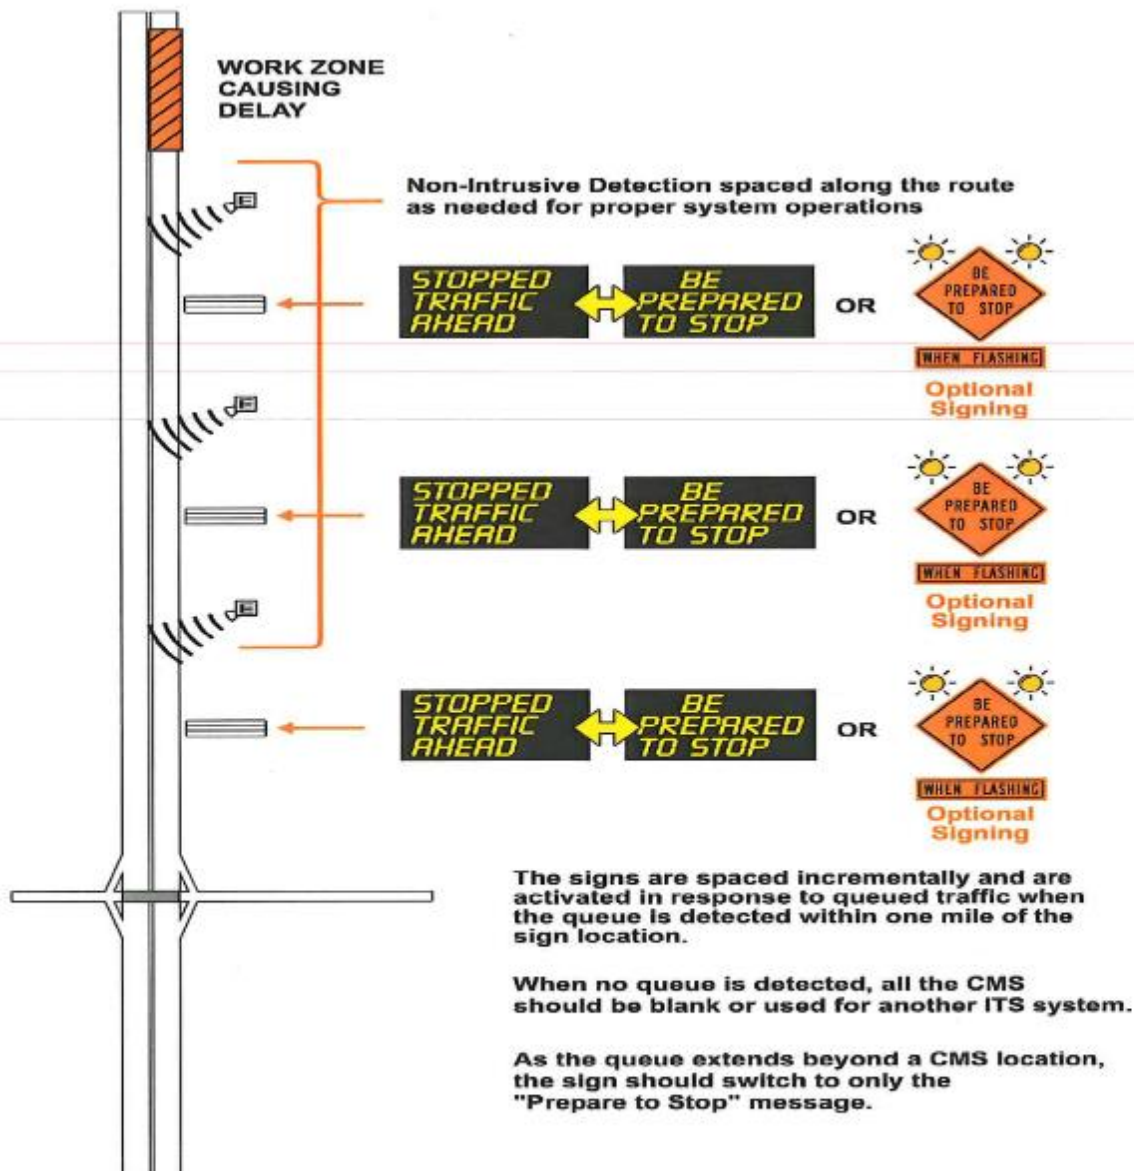 WORK ZONE
CAUSING
DELAY
Non-Intrusive Detection spaced along the route
as needed for proper system operations
STOPPED
TRAFFIC
AHEAD
BE
PREPARED
TO STOP
OR
BE
PREPARED
TO STOP
WHEN FLASHING
Optional
Signing
STOPPED
TRAFFIC
AHEAD
BE
PREPARED
TO STOP
OR
BE
PREPARED
TO STOP
WHEN FLASHING
Optional
Signing
STOPPED
TRAFFIC
AHEAD
BE
PREPARED
TO STOP
OR
BE
PREPARED
TO STOP
WHEN FLASHING
Optional
Signing
The signs are spaced incrementally and are
activated in response to queued traffic when
the queue is detected within one mile of the
sign location.
When no queue is detected, all the CMS
should be blank or used for another ITS system.
As the queue extends beyond a CMS location,
the sign should switch to only the
"Prepare to Stop" message.